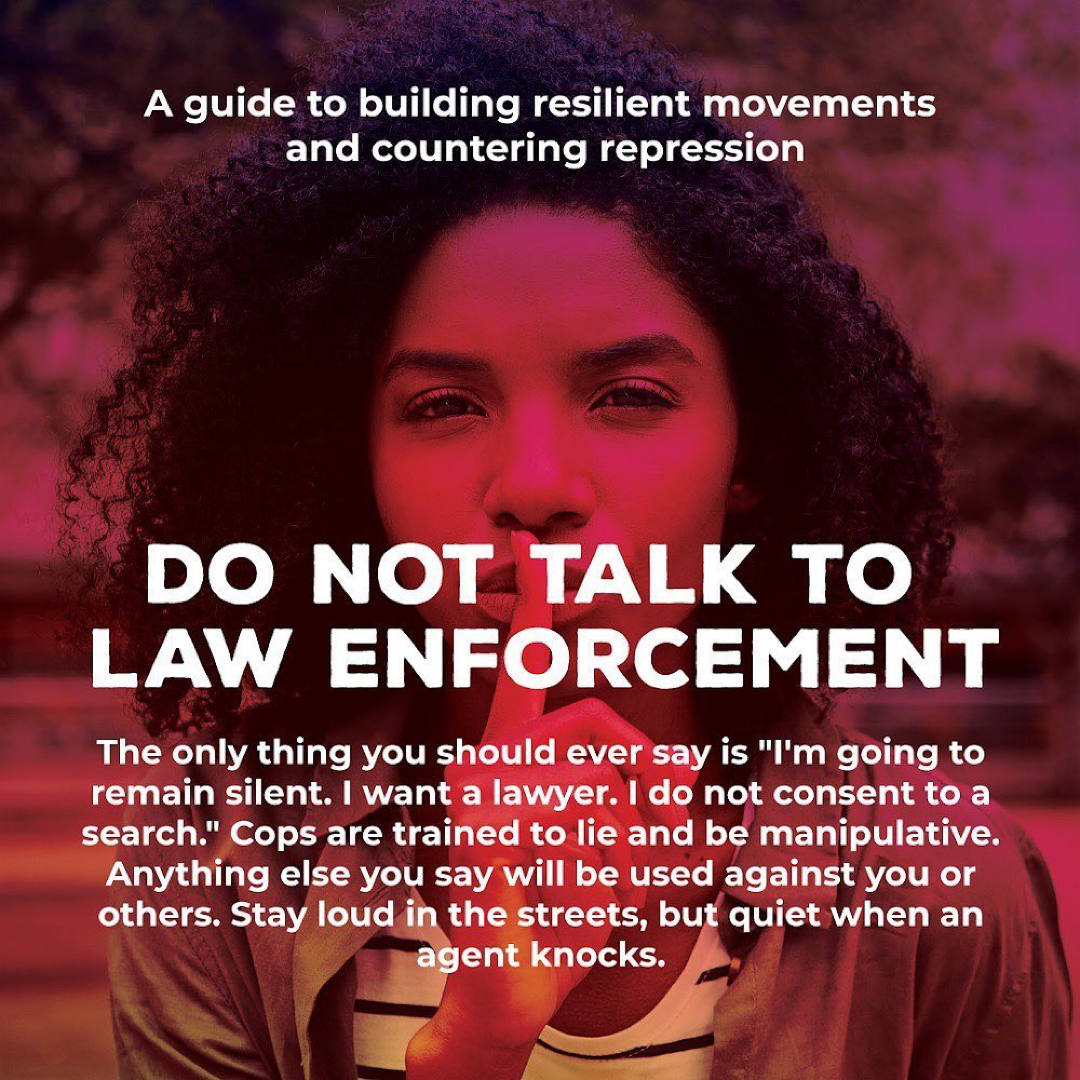 A guide to building resilient movements
and countering repression
DO NOT TALK TO
LAW ENFORCEMENT
The only thing you should ever say is "I'm going to
remain silent. I want a lawyer. I do not consent to a
search." Cops are trained to lie and be manipulative.
Anything else you say will be used against you or
others. Stay loud in the streets, but quiet when an
agent knocks.